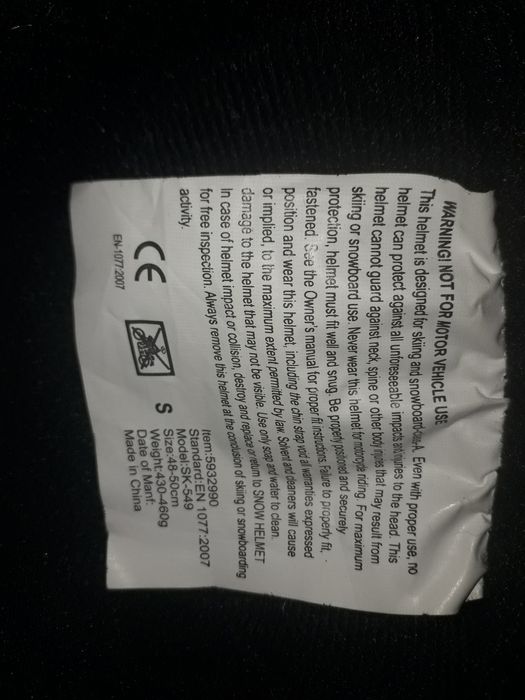 WARNING! NOT FOR MOTOR VEHICLE USE
This helmet is designed for skiing and snowboard Even with proper use, no
helmet can protect against all unforeseeable impacts and injuries to the head. This
helmet cannot guard against neck, spine or other body injuries that may result from
skiing or snowboard use. Never wear this helmet for motorcycle riding. For maximum
protection, helmet must fit well and snug. Be properly positioned and securely
fastened. See the Owner's manual for proper fit instructions. Failure to properly fit,
position and wear this helmet, including the chin strap void all warranties expressed
or implied, to the maximum extent permitted by law. Use only soap and water to clean.
Solvent and cleaners will cause
damage to the helmet that may not be visible.
In case of helmet impact or collision, destroy and replace or return to SNOW HELMET
for free inspection. Always remove this helmet at the conclusion of skiing or snowboarding
activity.
CE
EN-1077:2007
S
Item:5932990
Standard:EN 1077:2007
Model:SK-549
Size:48-50cm
Weight:430-460g
Date of Manf:
Made in China